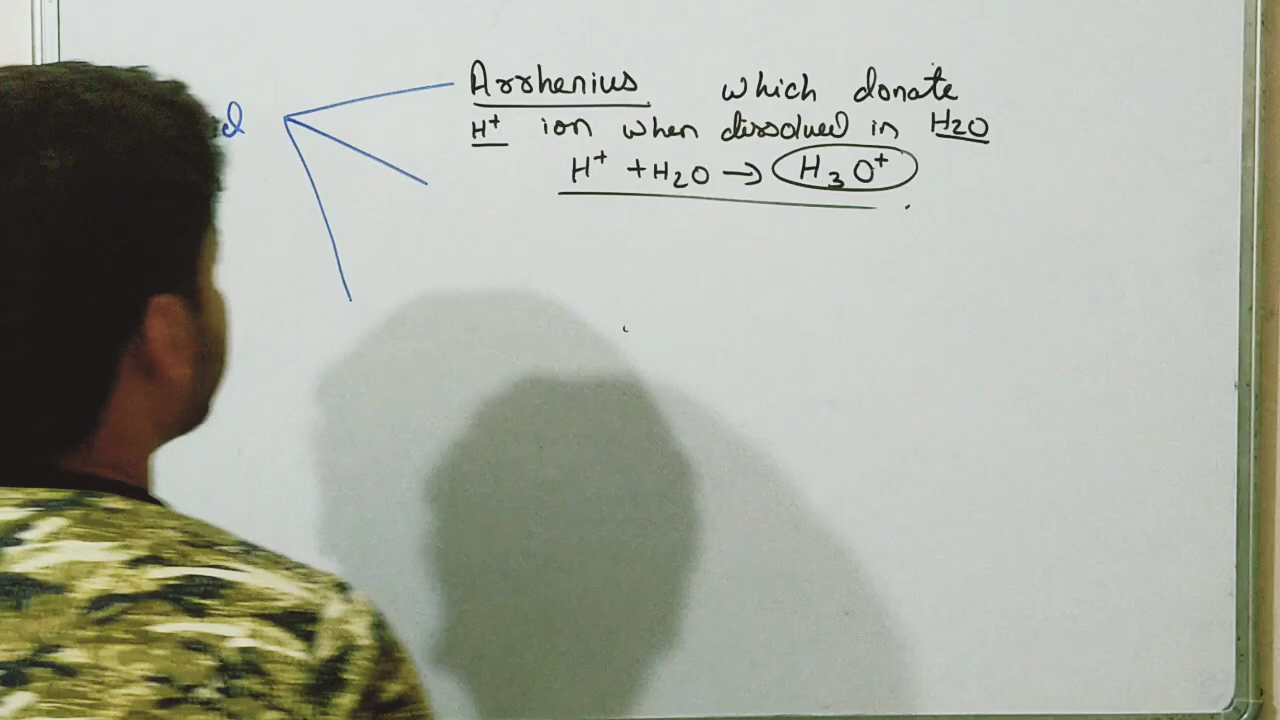 d
Arrhenius which donate
H⁺ ion when dissolved in H2O
H⁺ + H₂O → H₃O⁺